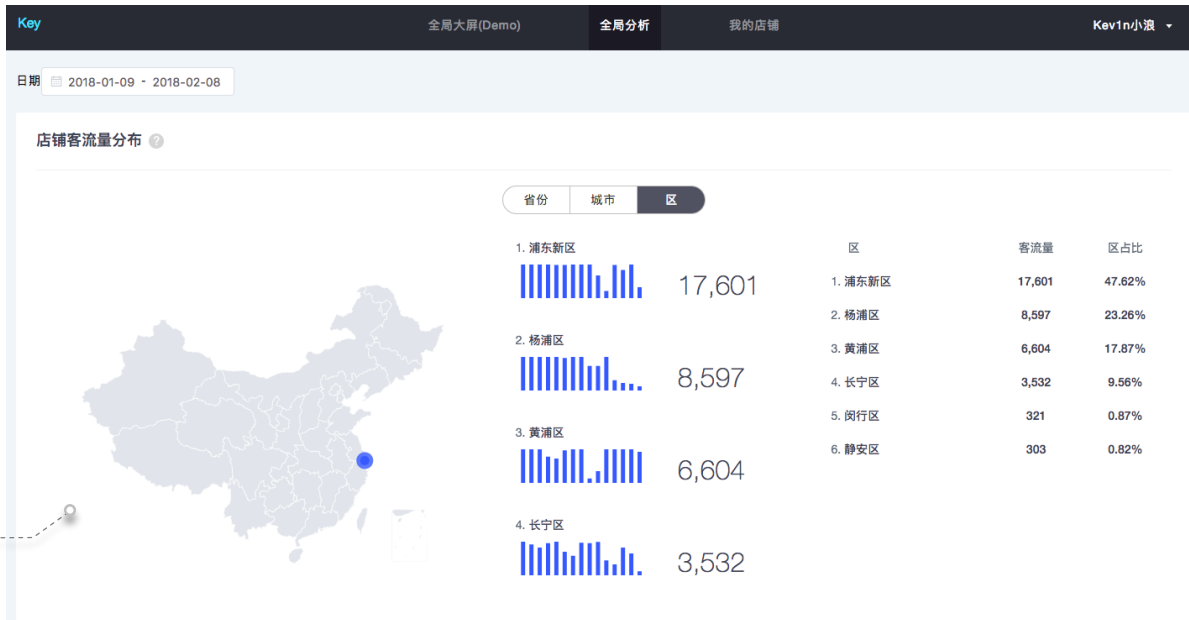 Key 全局大屏(Demo) 全局分析 我的店铺 Kev1n小浪
日期 2018-01-09 - 2018-02-08
店铺客流量分布 ?
省份 城市 区
1. 浦东新区
17,601
2. 杨浦区
8,597
3. 黄浦区
6,604
4. 长宁区
3,532
区 客流量 区占比
1. 浦东新区 17,601 47.62%
2. 杨浦区 8,597 23.26%
3. 黄浦区 6,604 17.87%
4. 长宁区 3,532 9.56%
5. 闵行区 321 0.87%
6. 静安区 303 0.82%